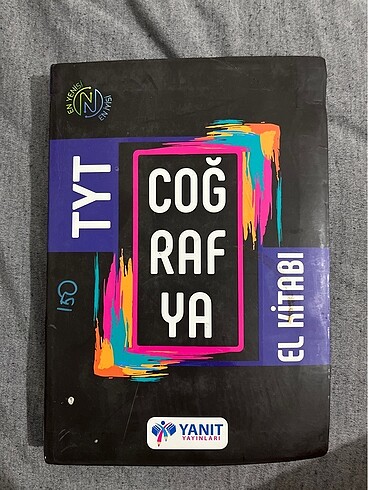 EN YENİSİ
N
EN İYİSİ
TYT
COĞ
RAF
YA
EL KİTABI
YANIT
YAYINLARI